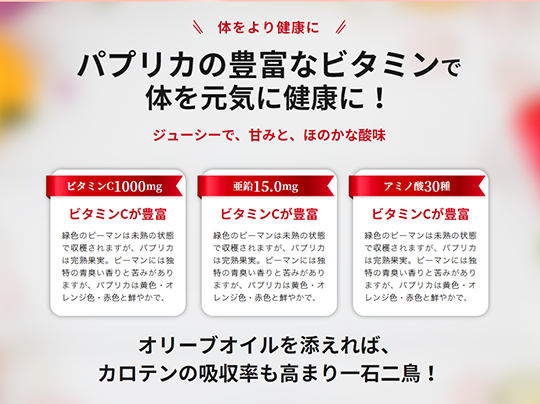 体をより健康に
パプリカの豊富なビタミンで
体を元気に健康に！
ジューシーで、甘みと、ほのかな酸味
ビタミンC1000mg
ビタミンCが豊富
緑色のピーマンは未熟の状態
で収穫されますが、パプリカ
は完熟果実。ピーマンには独
特の青臭い香りと苦みがあり
ますが、パプリカは黄色・オ
レンジ色・赤色と鮮やかで、
亜鉛15.0mg
ビタミンCが豊富
緑色のピーマンは未熟の状態
で収穫されますが、パプリカ
は完熟果実。ピーマンには独
特の青臭い香りと苦みがあり
ますが、パプリカは黄色・オ
レンジ色・赤色と鮮やかで、
アミノ酸30種
ビタミンCが豊富
緑色のピーマンは未熟の状態
で収穫されますが、パプリカ
は完熟果実。ピーマンには独
特の青臭い香りと苦みがあり
ますが、パプリカは黄色・オ
レンジ色・赤色と鮮やかで、
オリーブオイルを添えれば、
カロテンの吸収率も高まり一石二鳥！